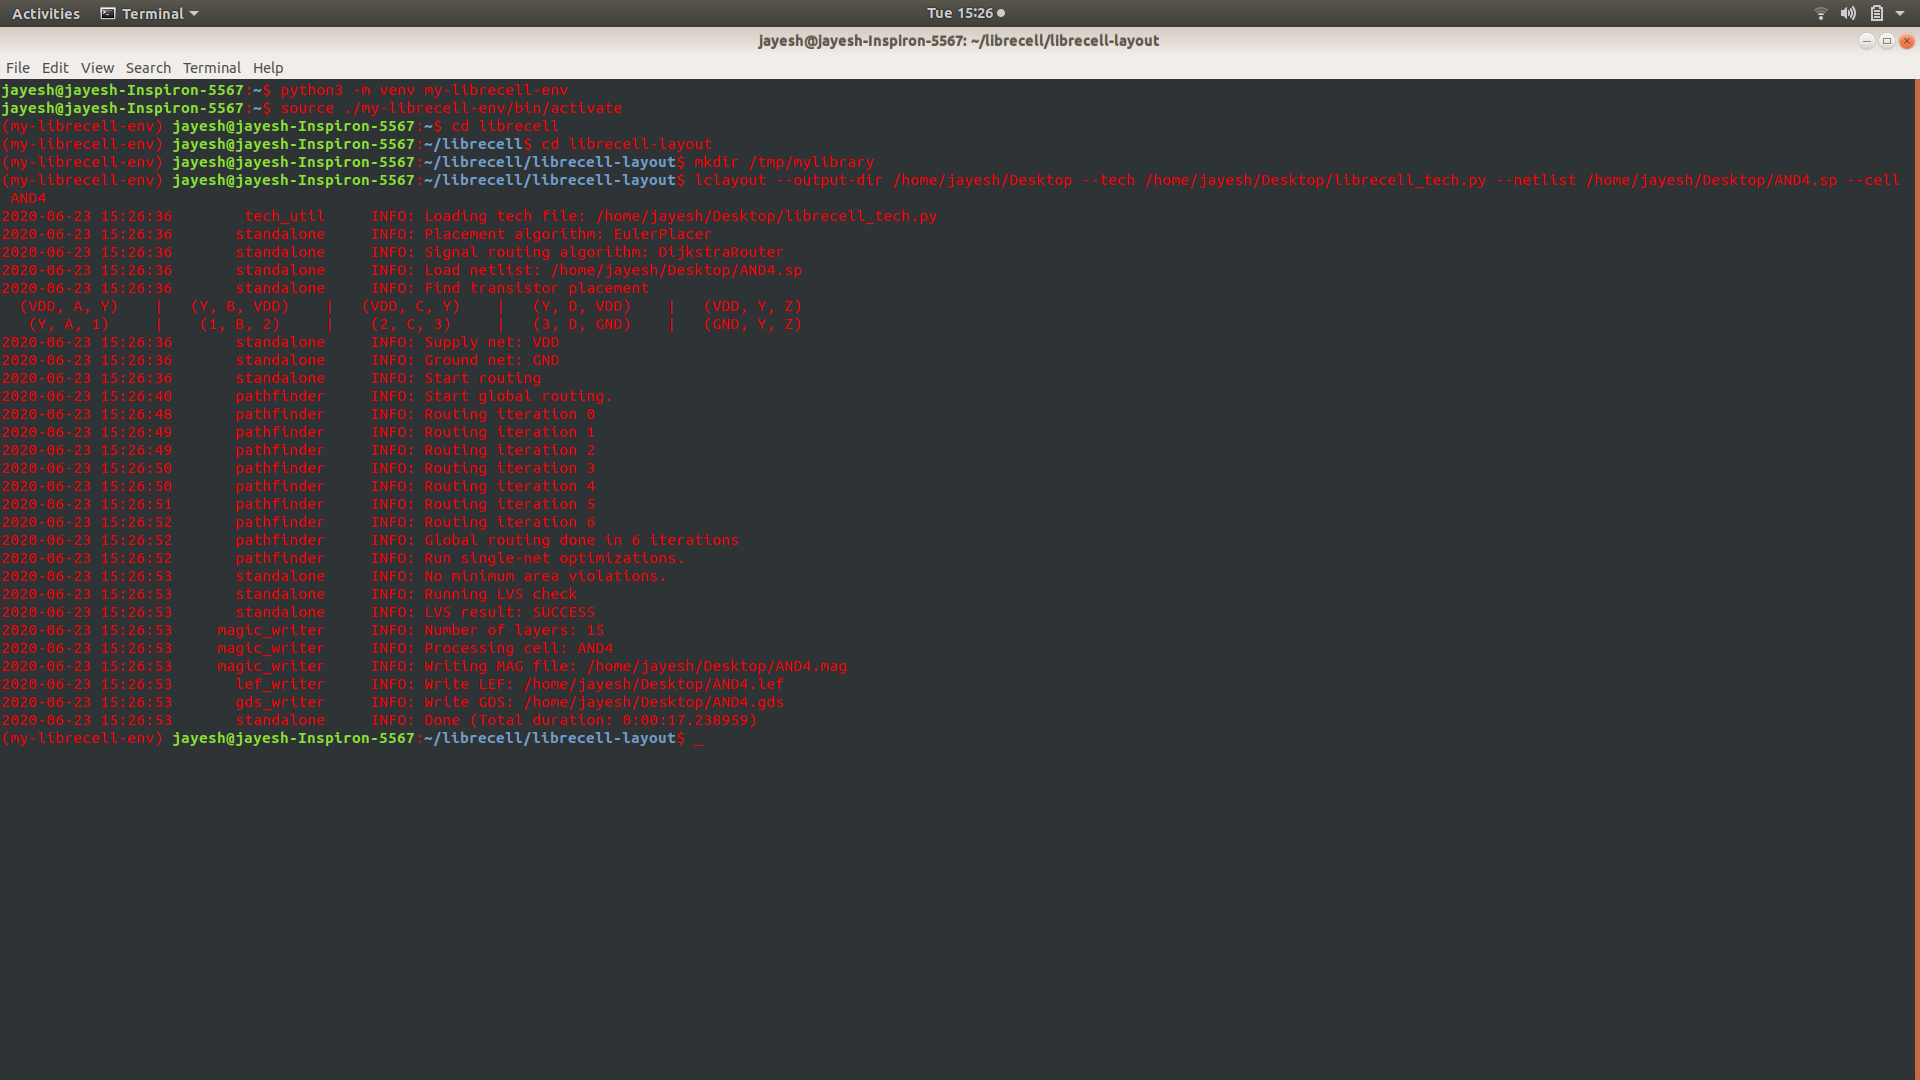 Activities Terminal Tue 15:26
jayesh@jayesh-Inspiron-5567: ~/librecell/librecell-layout
File Edit View Search Terminal Help
jayesh@jayesh-Inspiron-5567:~$ python3 -m venv my-librecell-env
jayesh@jayesh-Inspiron-5567:~$ source ./my-librecell-env/bin/activate
(my-librecell-env) jayesh@jayesh-Inspiron-5567:~$ cd librecell
(my-librecell-env) jayesh@jayesh-Inspiron-5567:~/librecell$ cd librecell-layout
(my-librecell-env) jayesh@jayesh-Inspiron-5567:~/librecell/librecell-layout$ mkdir /tmp/mylibrary
(my-librecell-env) jayesh@jayesh-Inspiron-5567:~/librecell/librecell-layout$ lclayout --output-dir /home/jayesh/Desktop --tech /home/jayesh/Desktop/librecell_tech.py --netlist /home/jayesh/Desktop/AND4.sp --cell
AND4
2020-06-23 15:26:36 tech_util INFO: Loading tech file: /home/jayesh/Desktop/librecell_tech.py
2020-06-23 15:26:36 standalone INFO: Placement algorithm: EulerPlacer
2020-06-23 15:26:36 standalone INFO: Signal routing algorithm: DijkstraRouter
2020-06-23 15:26:36 standalone INFO: Load netlist: /home/jayesh/Desktop/AND4.sp
2020-06-23 15:26:36 standalone INFO: Find transistor placement
(VDD, A, Y) | (Y, B, VDD) | (VDD, C, Y) | (Y, D, VDD) | (VDD, Y, Z)
(Y, A, 1) | (1, B, 2) | (2, C, 3) | (3, D, GND) | (GND, Y, Z)
2020-06-23 15:26:36 standalone INFO: Supply net: VDD
2020-06-23 15:26:36 standalone INFO: Ground net: GND
2020-06-23 15:26:36 standalone INFO: Start routing
2020-06-23 15:26:40 pathfinder INFO: Start global routing.
2020-06-23 15:26:48 pathfinder INFO: Routing iteration 0
2020-06-23 15:26:49 pathfinder INFO: Routing iteration 1
2020-06-23 15:26:49 pathfinder INFO: Routing iteration 2
2020-06-23 15:26:50 pathfinder INFO: Routing iteration 3
2020-06-23 15:26:50 pathfinder INFO: Routing iteration 4
2020-06-23 15:26:51 pathfinder INFO: Routing iteration 5
2020-06-23 15:26:52 pathfinder INFO: Routing iteration 6
2020-06-23 15:26:52 pathfinder INFO: Global routing done in 6 iterations
2020-06-23 15:26:52 pathfinder INFO: Run single-net optimizations.
2020-06-23 15:26:53 standalone INFO: No minimum area violations.
2020-06-23 15:26:53 standalone INFO: Running LVS check
2020-06-23 15:26:53 standalone INFO: LVS result: SUCCESS
2020-06-23 15:26:53 magic_writer INFO: Number of layers: 15
2020-06-23 15:26:53 magic_writer INFO: Processing cell: AND4
2020-06-23 15:26:53 magic_writer INFO: Writing MAG file: /home/jayesh/Desktop/AND4.mag
2020-06-23 15:26:53 lef_writer INFO: Write LEF: /home/jayesh/Desktop/AND4.lef
2020-06-23 15:26:53 gds_writer INFO: Write GDS: /home/jayesh/Desktop/AND4.gds
2020-06-23 15:26:53 standalone INFO: Done (Total duration: 0:00:17.238959)
(my-librecell-env) jayesh@jayesh-Inspiron-5567:~/librecell/librecell-layout$ _